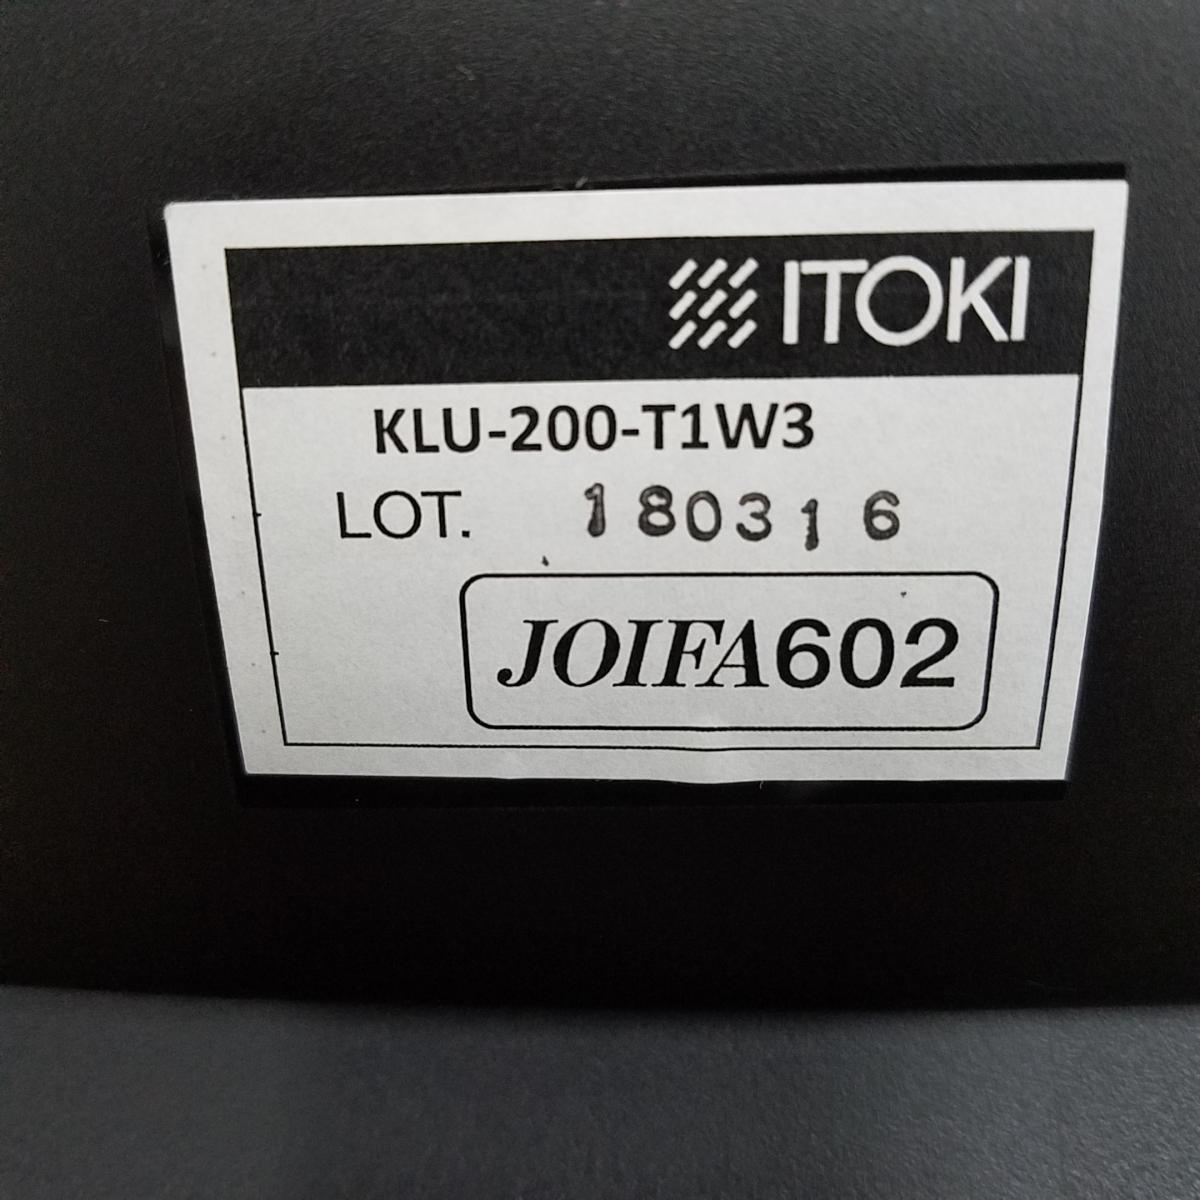 ITOKI
KLU-200-T1W3
LOT. 180316
JOIFA602